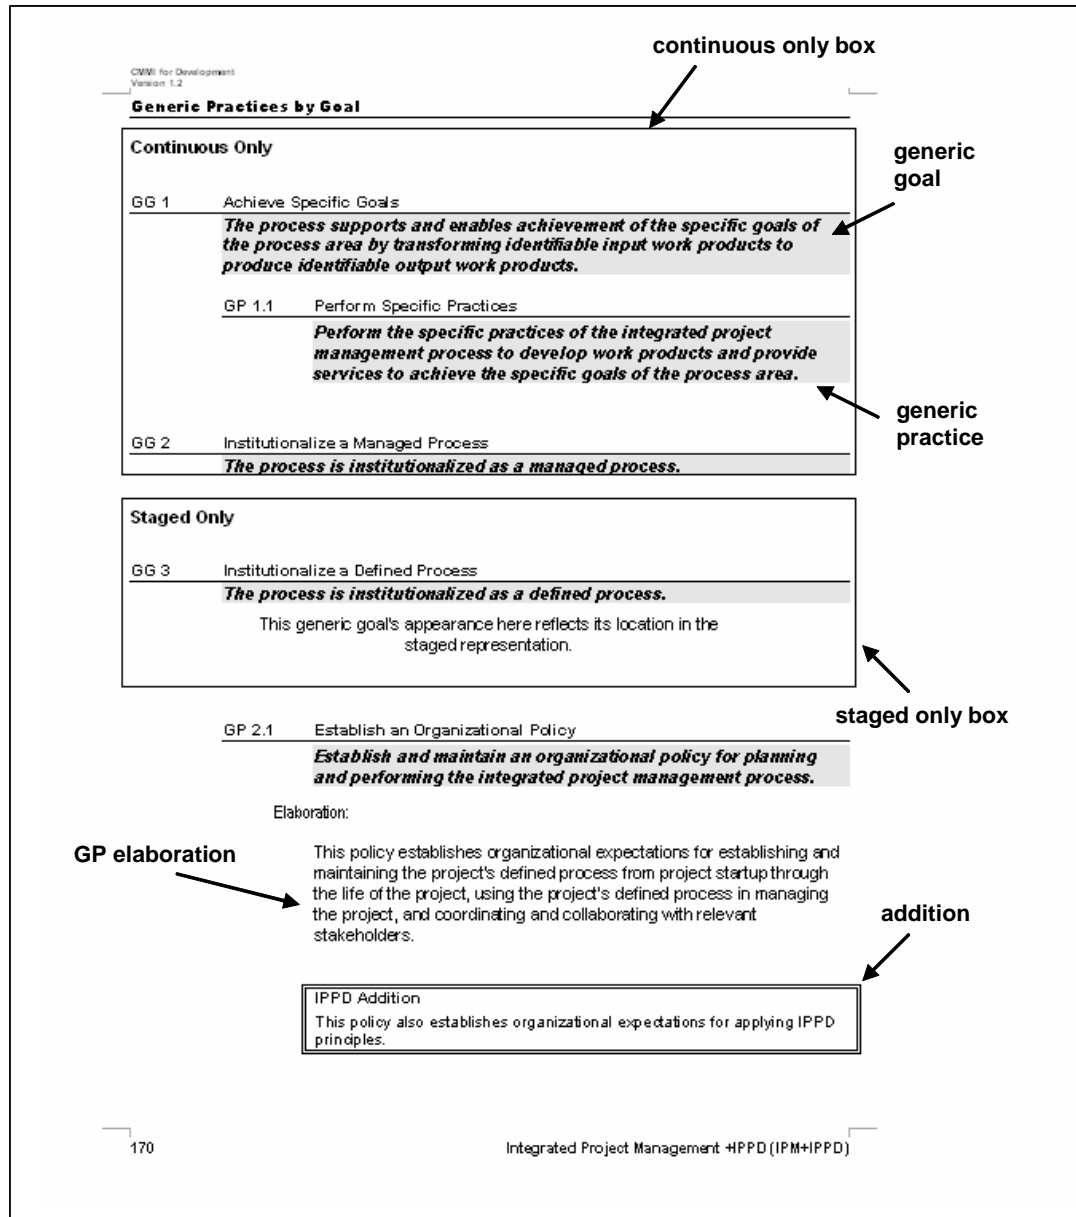 continuous only box
CMMI for Development
Version 1.2
Generic Practices by Goal
Continuous Only
generic
goal
GG 1 Achieve Specific Goals
The process supports and enables achievement of the specific goals of
the process area by transforming identifiable input work products to
produce identifiable output work products.
GP 1.1 Perform Specific Practices
Perform the specific practices of the integrated project
management process to develop work products and provide
services to achieve the specific goals of the process area.
generic
practice
GG 2 Institutionalize a Managed Process
The process is institutionalized as a managed process.
Staged Only
GG 3 Institutionalize a Defined Process
The process is institutionalized as a defined process.
This generic goal's appearance here reflects its location in the
staged representation.
staged only box
GP 2.1 Establish an Organizational Policy
Establish and maintain an organizational policy for planning
and performing the integrated project management process.
Elaboration:
GP elaboration
This policy establishes organizational expectations for establishing and
maintaining the project's defined process from project startup through
the life of the project, using the project's defined process in managing
the project, and coordinating and collaborating with relevant
stakeholders.
addition
IPPD Addition
This policy also establishes organizational expectations for applying IPPD
principles.
170 Integrated Project Management +IPPD (IPM+IPPD)